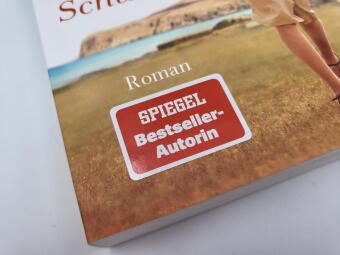 Roman
SPIEGEL
Bestseller-
Autorin